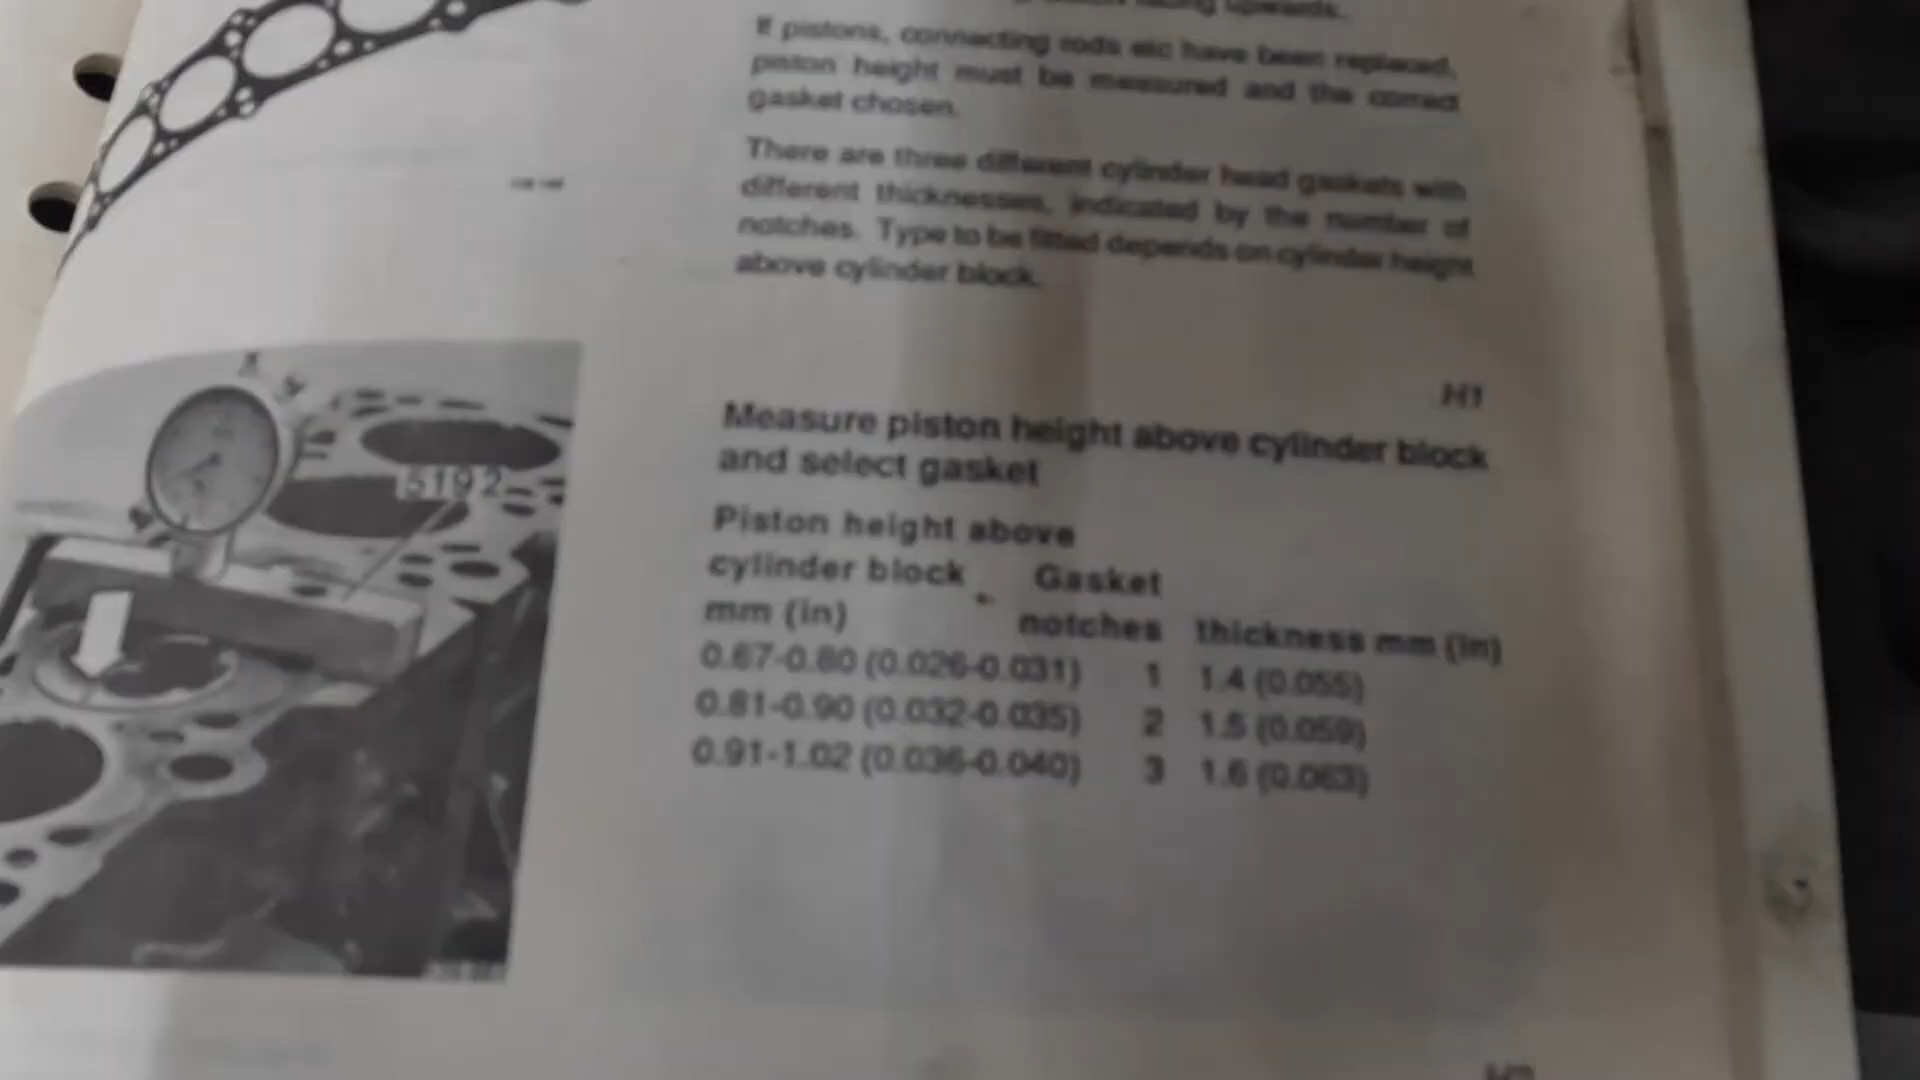 facing upwards.
If pistons, connecting rods etc have been replaced,
piston height must be measured and the correct
gasket chosen.
There are three different cylinder head gaskets with
different thicknesses, indicated by the number of
notches. Type to be fitted depends on cylinder height
above cylinder block.
H1
Measure piston height above cylinder block
and select gasket
Piston height above
cylinder block Gasket
mm (in) notches thickness mm (in)
0.67-0.80 (0.026-0.031) 1 1.4 (0.055)
0.81-0.90 (0.032-0.035) 2 1.5 (0.059)
0.91-1.02 (0.036-0.040) 3 1.6 (0.063)
5192